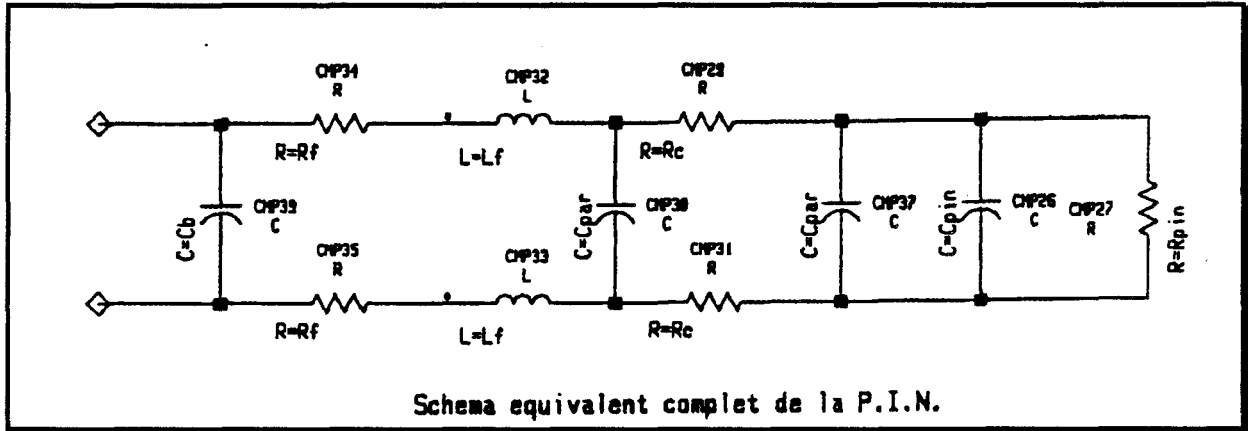 CMP34
R
R=Rf
CMP32
L
L=Lf
CMP28
R
R=Rc
C=Cb
CMP39
C
C=Cpar
CMP30
C
C=Cpar
CMP37
C
C=Cpin
CMP26
C
CMP27
R
R=Rpin
CMP35
R
R=Rf
CMP33
L
L=Lf
CMP31
R
R=Rc
Schema equivalent complet de la P.I.N.